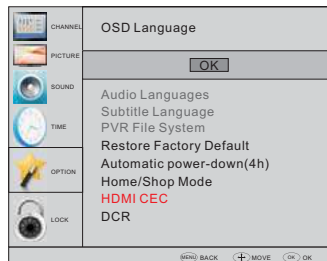 CHANNEL
PICTURE
SOUND
TIME
OPTION
LOCK
OSD Language
OK
Audio Languages
Subtitle Language
PVR File System
Restore Factory Default
Automatic power-down(4h)
Home/Shop Mode
HDMI CEC
DCR
MENU BACK + MOVE OK OK